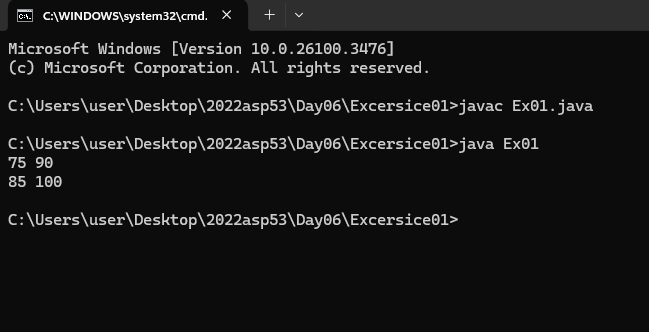 C:\WINDOWS\system32\cmd.
Microsoft Windows [Version 10.0.26100.3476]
(c) Microsoft Corporation. All rights reserved.
C:\Users\user\Desktop\2022asp53\Day06\Excersice01>javac Ex01.java
C:\Users\user\Desktop\2022asp53\Day06\Excersice01>java Ex01
75 90
85 100
C:\Users\user\Desktop\2022asp53\Day06\Excersice01>